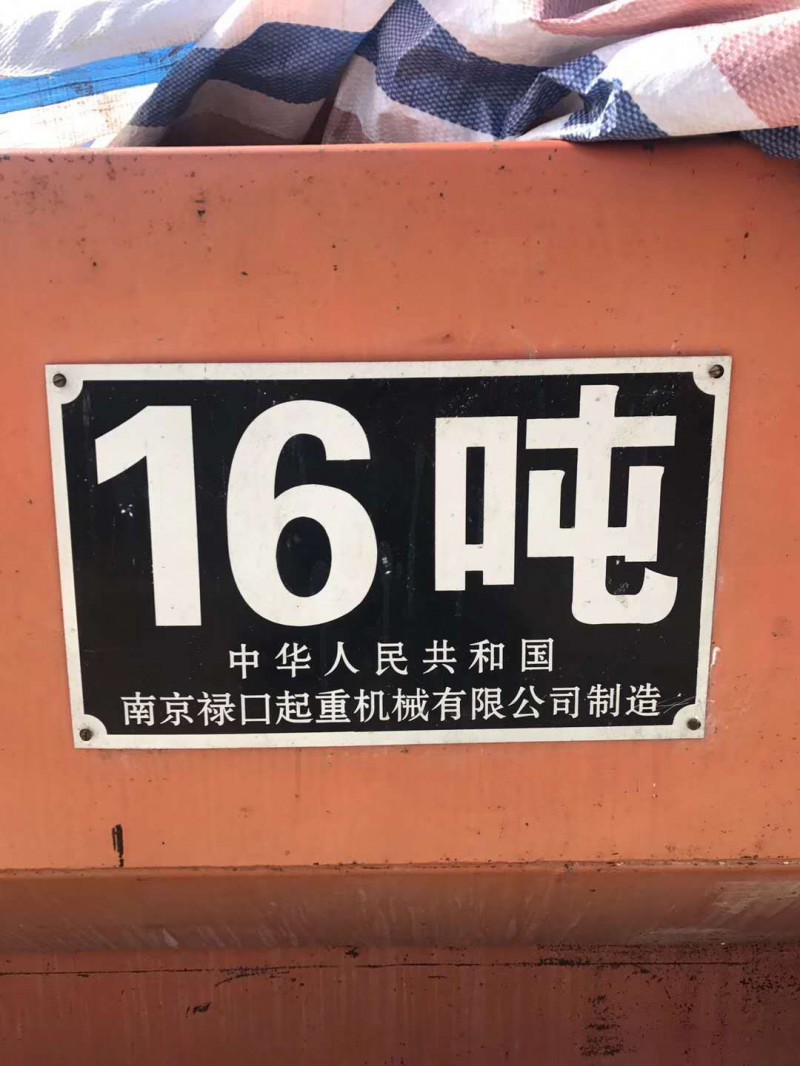 16吨
中华人民共和国
南京禄口起重机械有限公司制造